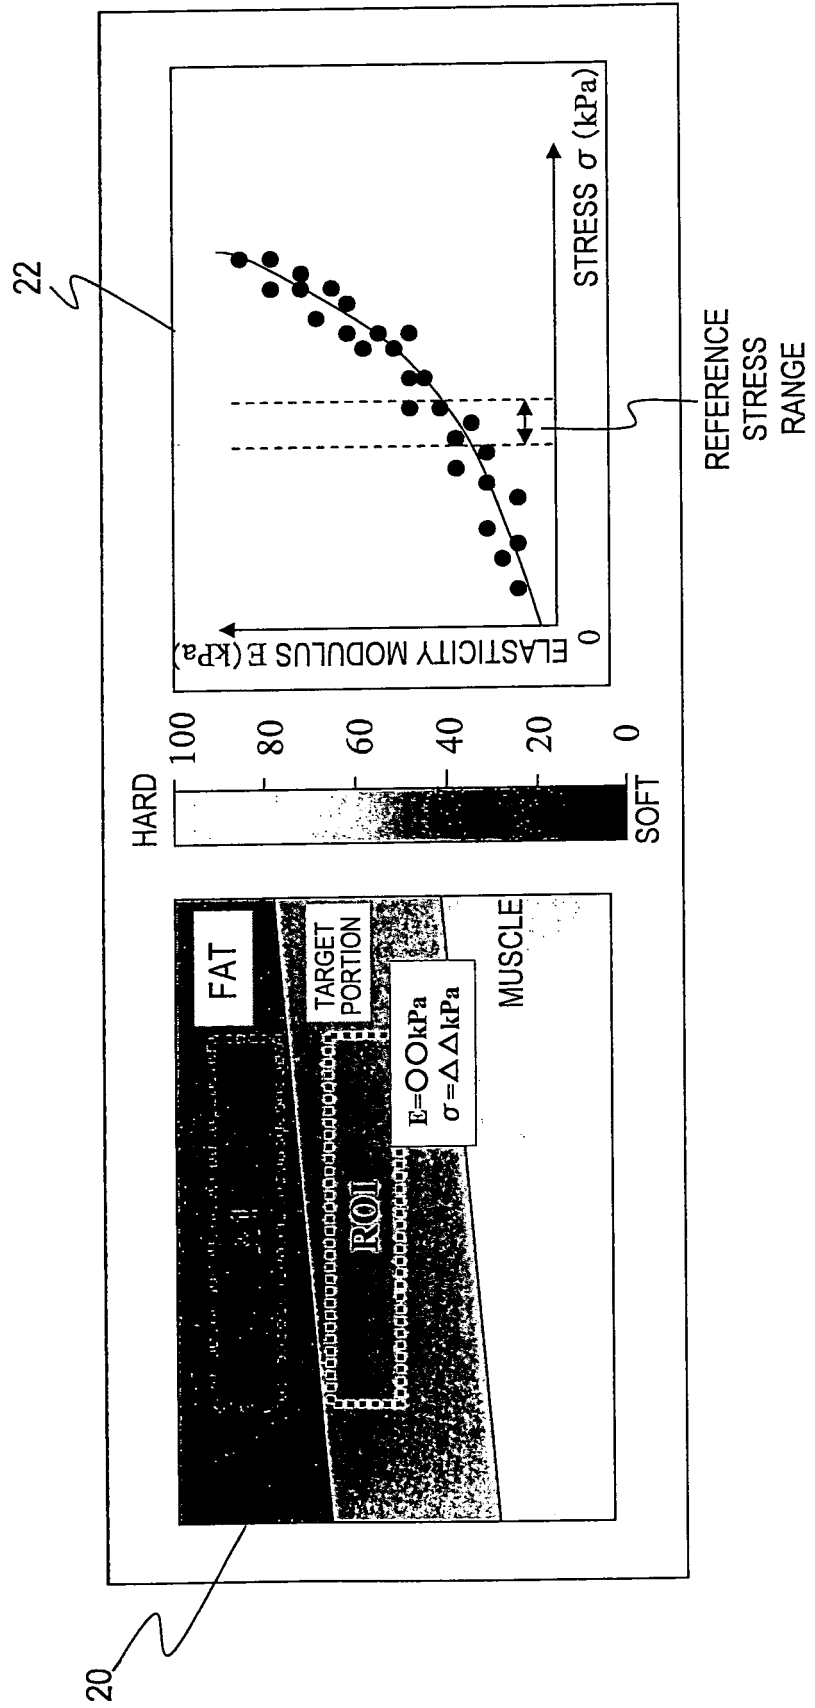 20
22
FAT
TARGET
PORTION
ROI
E=○○kPa
σ=△△kPa
MUSCLE
HARD
100
80
60
40
20
0
SOFT
ELASTICITY MODULUS E (kPa)
0
STRESS σ (kPa)
REFERENCE
STRESS
RANGE